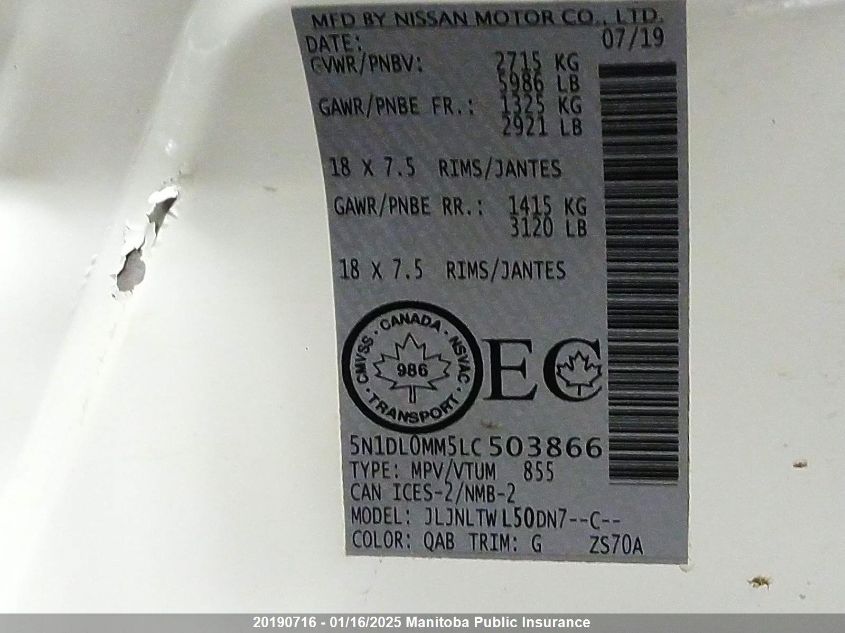 MFD BY NISSAN MOTOR CO., LTD.
DATE: 07/19
GVWR/PNBV: 2715 KG
5986 LB
GAWR/PNBE FR.: 1325 KG
2921 LB
18 X 7.5 RIMS/JANTES
GAWR/PNBE RR.: 1415 KG
3120 LB
18 X 7.5 RIMS/JANTES
CMVSS · CANADA · NSVAC · TRANSPORT ·
986
EC
5N1DL0MM5LC503866
TYPE: MPV/VTUM 855
CAN ICES-2/NMB-2
MODEL: JLJNLTWL50DN7--C--
COLOR: QAB TRIM: G ZS70A
20190716 - 01/16/2025 Manitoba Public Insurance